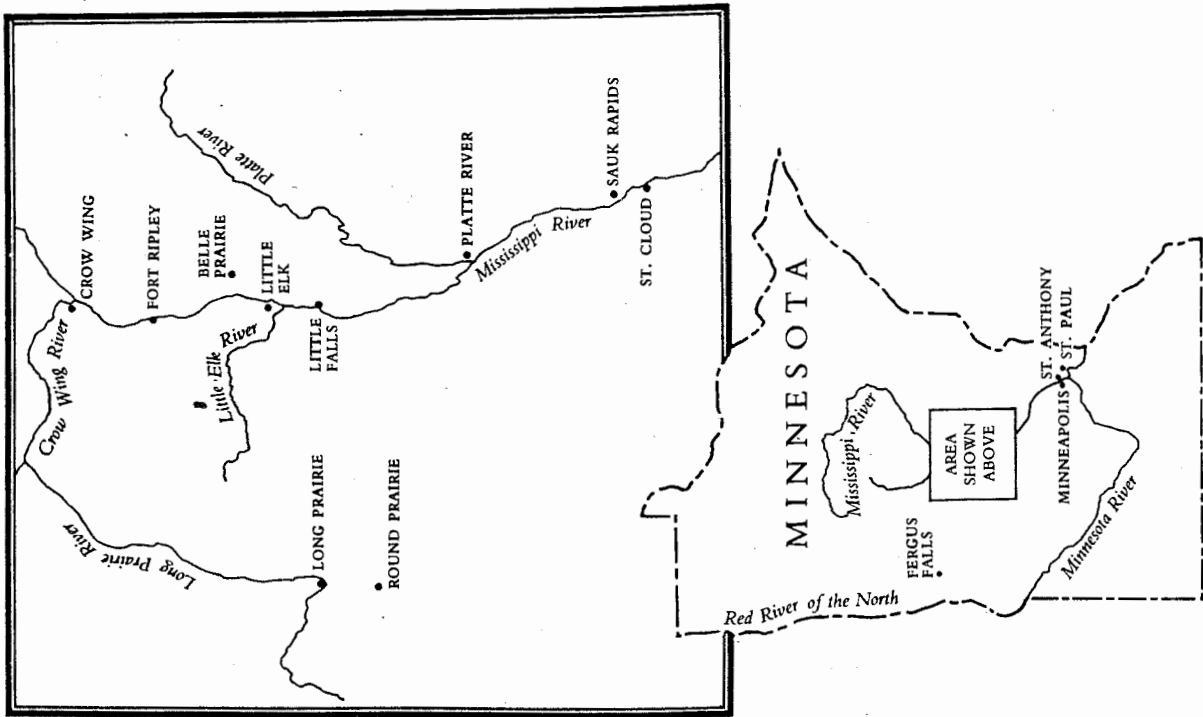 Crow Wing River
CROW WING
Platte River
FORT RIPLEY
BELLE
PRAIRIE
LITTLE
ELK
Little Elk River
LITTLE
FALLS
Long Prairie River
LONG PRAIRIE
ROUND PRAIRIE
PLATTE RIVER
Mississippi River
SAUK RAPIDS
ST. CLOUD
MINNESOTA
Mississippi River
AREA
SHOWN
ABOVE
FERGUS
FALLS
Red River of the North
ST. ANTHONY
ST. PAUL
MINNEAPOLIS
Minnesota River